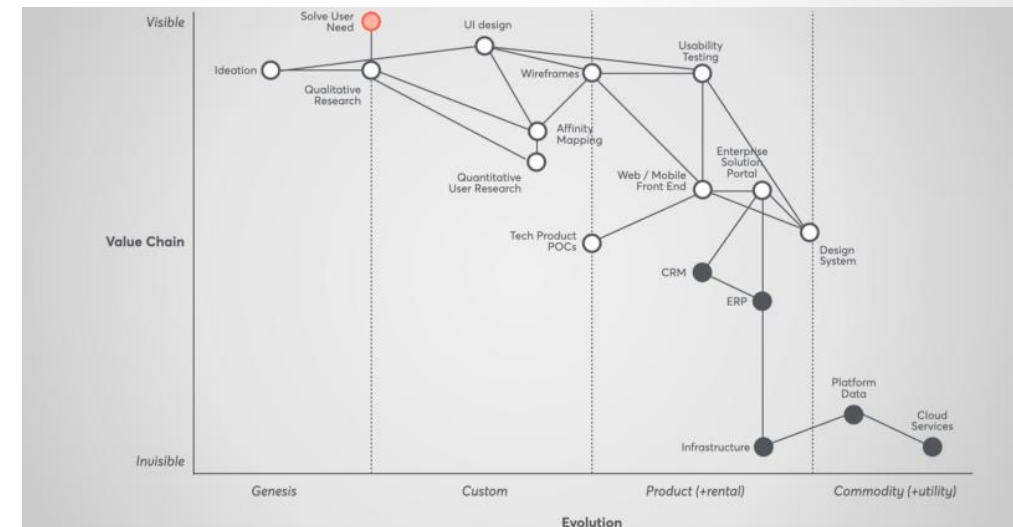 Visible
Solve User
Need
UI design
Usability
Testing
Ideation
Wireframes
Qualitative
Research
Affinity
Mapping
Enterprise
Solution
Portal
Quantitative
User Research
Web / Mobile
Front End
Value Chain
Tech Product
POCs
Design
System
CRM
ERP
Platform
Data
Cloud
Services
Infrastructure
Invisible
Genesis
Custom
Product (+rental)
Commodity (+utility)
Evolution